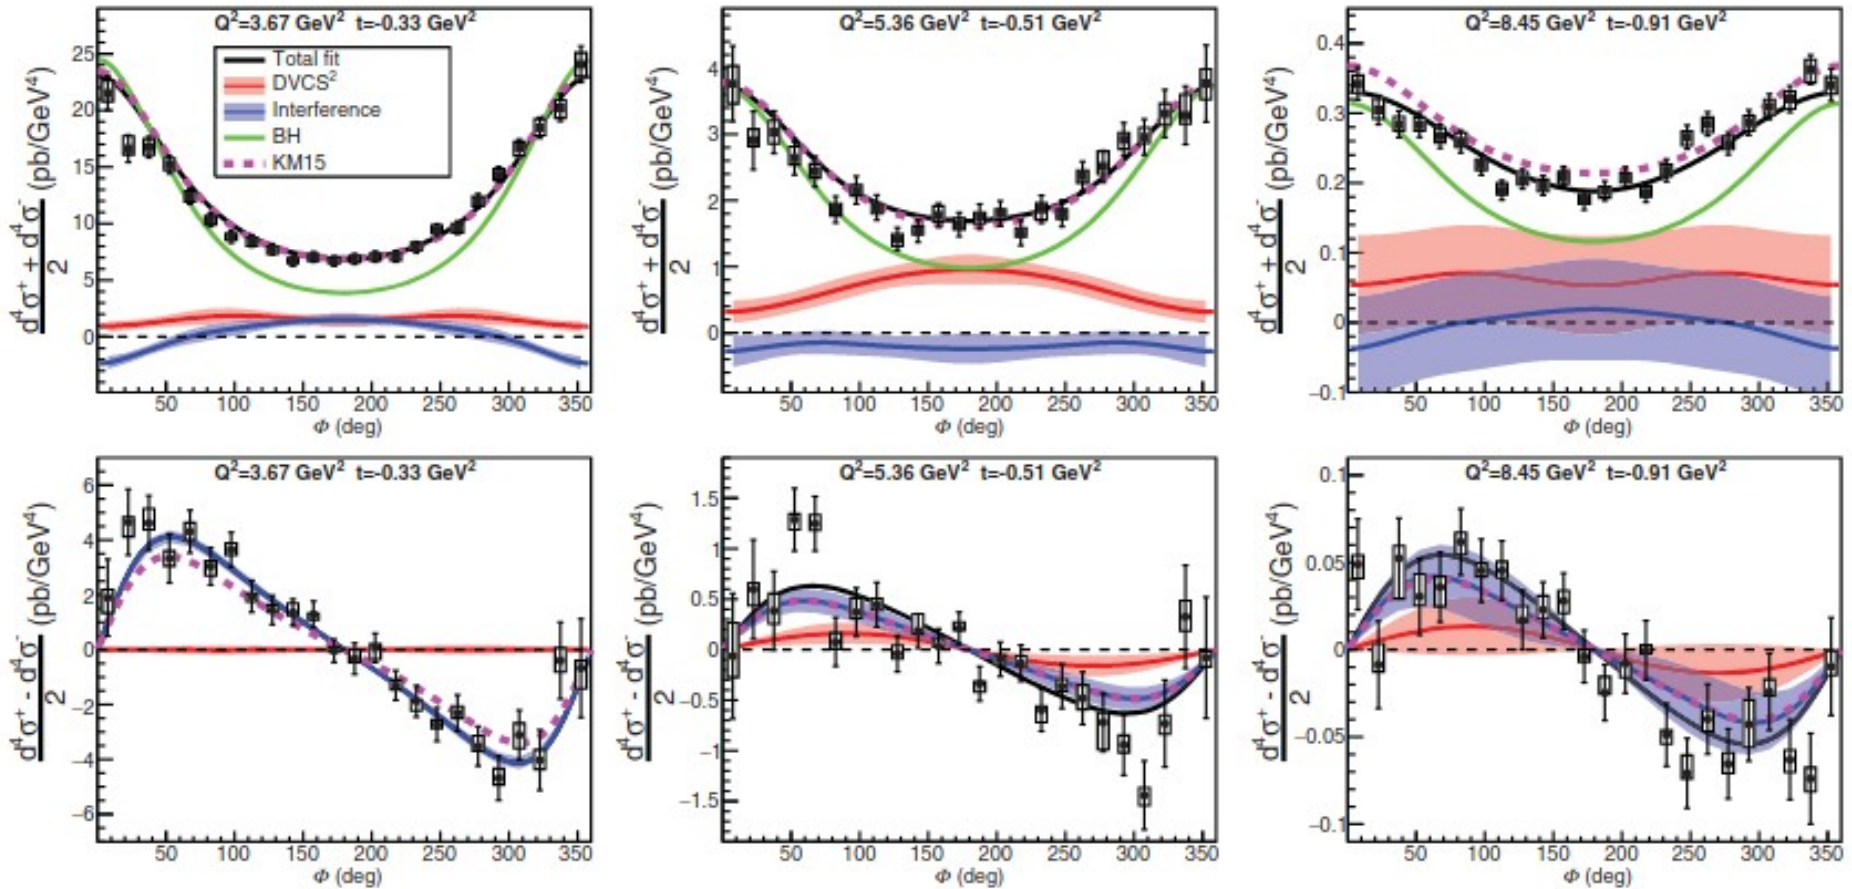 Q²=3.67 GeV² t=-0.33 GeV²
Total fit
DVCS²
Interference
BH
KM15
25
20
15
10
5
0
50 100 150 200 250 300 350
Φ (deg)
d⁴σ⁺ + d⁴σ⁻
2
(pb/GeV⁴)
Q²=5.36 GeV² t=-0.51 GeV²
4
3
2
1
0
50 100 150 200 250 300 350
Φ (deg)
d⁴σ⁺ + d⁴σ⁻
2
(pb/GeV⁴)
Q²=8.45 GeV² t=-0.91 GeV²
0.4
0.3
0.2
0.1
0
−0.1
50 100 150 200 250 300 350
Φ (deg)
d⁴σ⁺ + d⁴σ⁻
2
(pb/GeV⁴)
Q²=3.67 GeV² t=-0.33 GeV²
6
4
2
0
−2
−4
−6
50 100 150 200 250 300 350
Φ (deg)
d⁴σ⁺ - d⁴σ⁻
2
(pb/GeV⁴)
Q²=5.36 GeV² t=-0.51 GeV²
1.5
1
0.5
0
−0.5
−1
−1.5
50 100 150 200 250 300 350
Φ (deg)
d⁴σ⁺ - d⁴σ⁻
2
(pb/GeV⁴)
Q²=8.45 GeV² t=-0.91 GeV²
0.1
0.05
0
−0.05
−0.1
50 100 150 200 250 300 350
Φ (deg)
d⁴σ⁺ - d⁴σ⁻
2
(pb/GeV⁴)